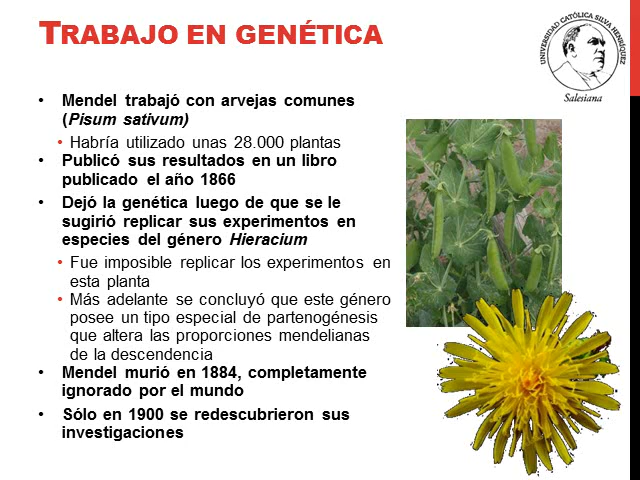 TRABAJO EN GENÉTICA
UNIVERSIDAD CATÓLICA SILVA HENRÍQUEZ
Salesiana
• Mendel trabajó con arvejas comunes
(Pisum sativum)
• Habría utilizado unas 28.000 plantas
• Publicó sus resultados en un libro
publicado el año 1866
• Dejó la genética luego de que se le
sugirió replicar sus experimentos en
especies del género Hieracium
• Fue imposible replicar los experimentos en
esta planta
• Más adelante se concluyó que este género
posee un tipo especial de partenogénesis
que altera las proporciones mendelianas
de la descendencia
• Mendel murió en 1884, completamente
ignorado por el mundo
• Sólo en 1900 se redescubrieron sus
investigaciones